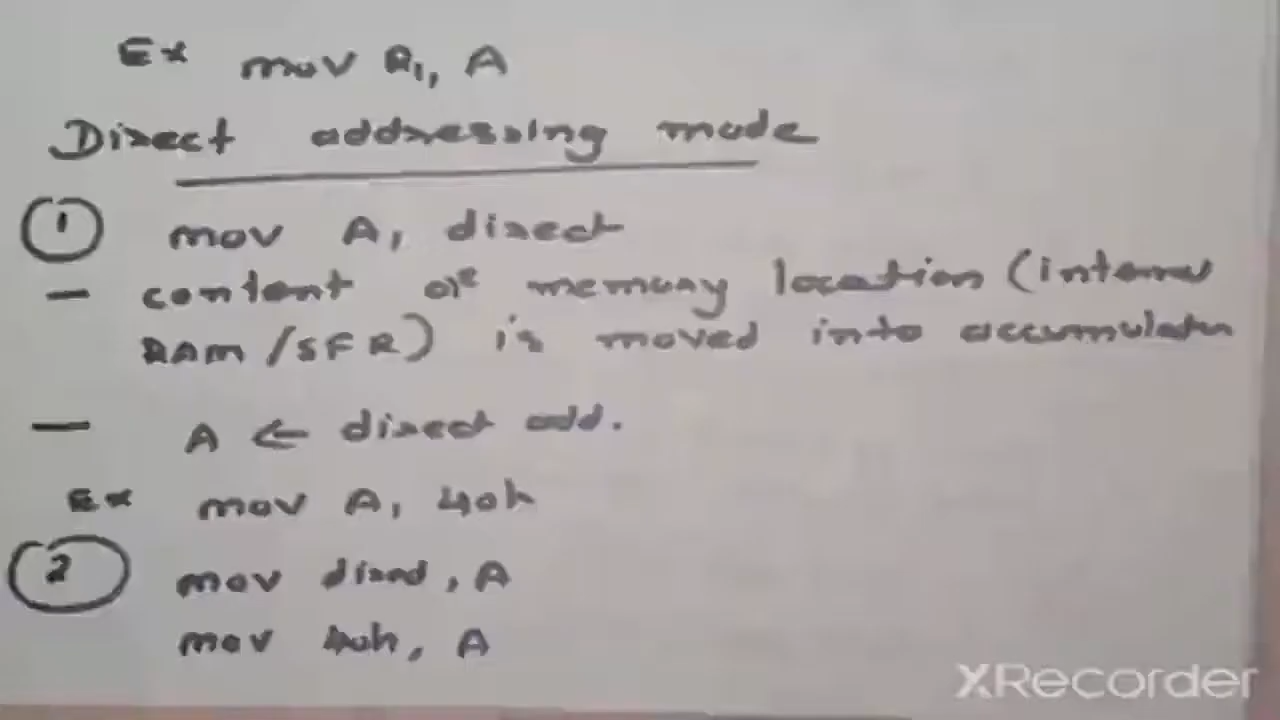 Ex mov R1, A
Direct addressing mode
1 mov A, direct
— content of memory location (internal
RAM / SFR) is moved into accumulator
— A ← direct add.
Ex mov A, 40h
2 mov direct, A
mov 40h, A
XRecorder